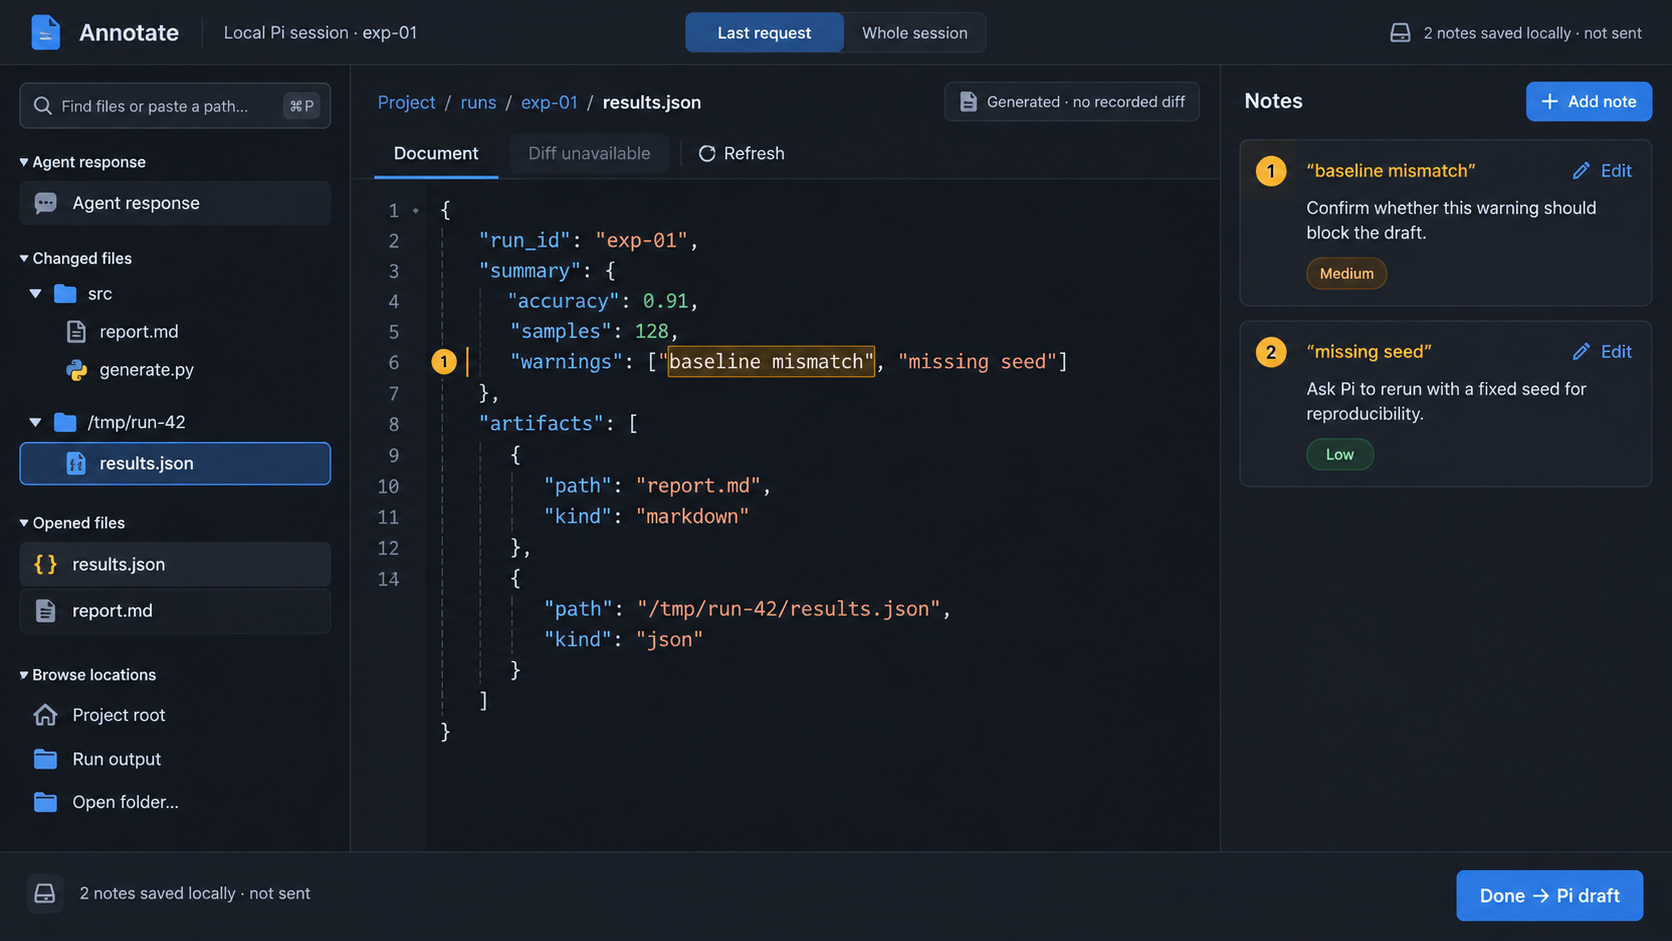 Annotate
Local Pi session · exp-01
Last request
Whole session
2 notes saved locally · not sent
Find files or paste a path...
⌘P
Agent response
Agent response
Changed files
src
report.md
generate.py
/tmp/run-42
results.json
Opened files
{} results.json
report.md
Browse locations
Project root
Run output
Open folder...
Project / runs / exp-01 / results.json
Generated · no recorded diff
Document
Diff unavailable
Refresh
1 {
2 "run_id": "exp-01",
3 "summary": {
4 "accuracy": 0.91,
5 "samples": 128,
6 1 "warnings": ["baseline mismatch", "missing seed"]
7 },
8 "artifacts": [
9 {
10 "path": "report.md",
11 "kind": "markdown"
12 },
14 {
"path": "/tmp/run-42/results.json",
"kind": "json"
}
]
}
Notes
+ Add note
1 “baseline mismatch”
Edit
Confirm whether this warning should
block the draft.
Medium
2 “missing seed”
Edit
Ask Pi to rerun with a fixed seed for
reproducibility.
Low
2 notes saved locally · not sent
Done → Pi draft